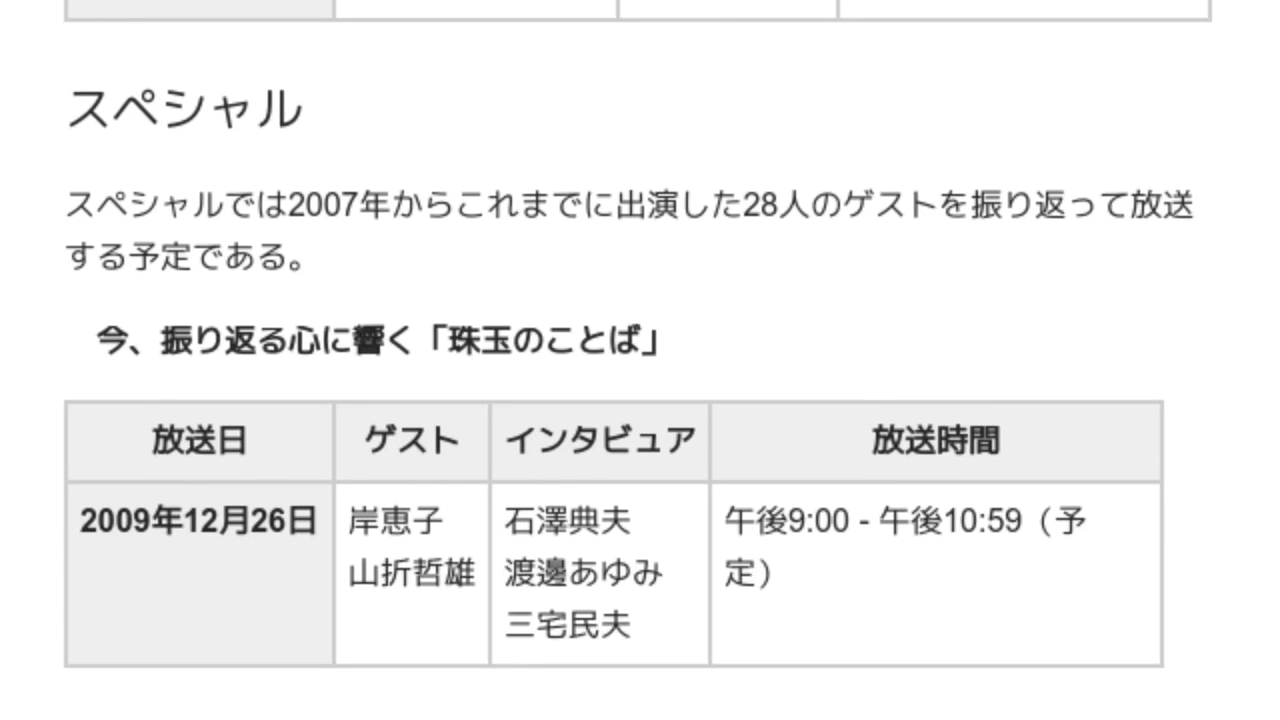 スペシャル
スペシャルでは2007年からこれまでに出演した28人のゲストを振り返って放送
する予定である。
今、振り返る心に響く「珠玉のことば」
放送日 ゲスト インタビュア 放送時間
2009年12月26日 岸恵子 石澤典夫 午後9:00 - 午後10:59（予
山折哲雄 渡邊あゆみ 定）
三宅民夫